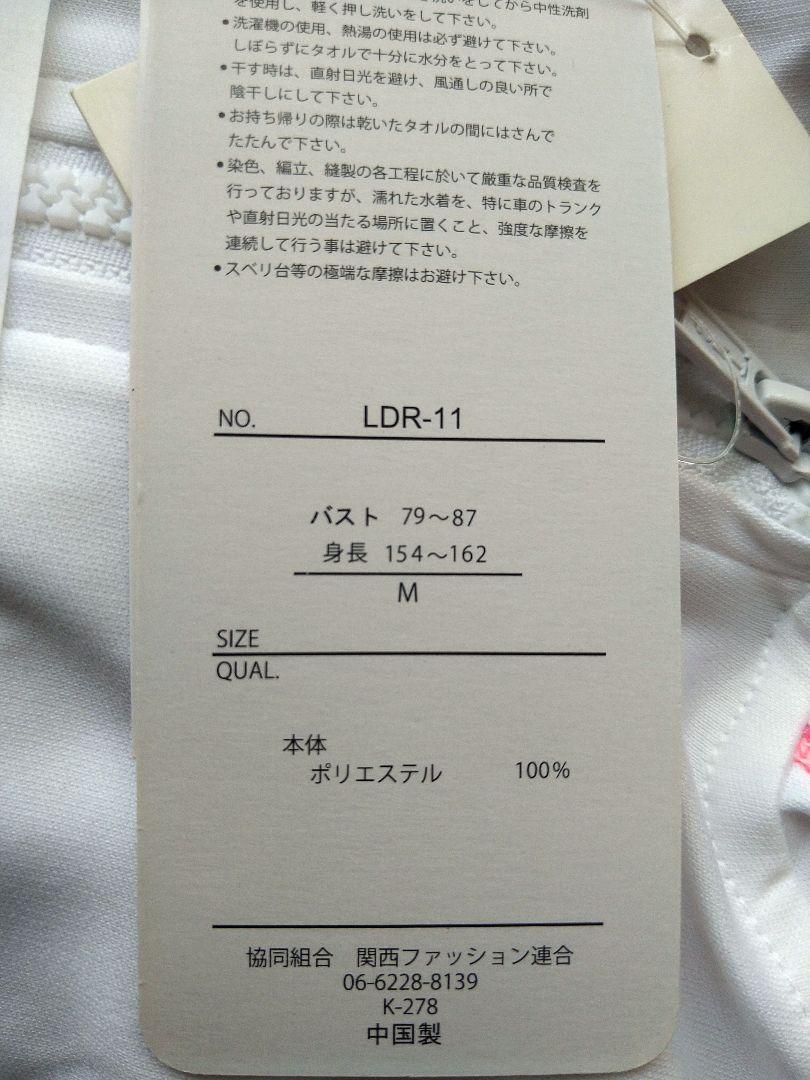 を使用し、軽く押し洗いをして下さい。
洗いをしてから中性洗剤
•洗濯機の使用、熱湯の使用は必ず避けて下さい。
しぼらずにタオルで十分に水分をとって下さい。
•干す時は、直射日光を避け、風通しの良い所で
陰干しにして下さい。
•お持ち帰りの際は乾いたタオルの間にはさんで
たたんで下さい。
•染色、編立、縫製の各工程に於いて厳重な品質検査を
行っておりますが、濡れた水着を、特に車のトランク
や直射日光の当たる場所に置くこと、強度な摩擦を
連続して行う事は避けて下さい。
•スベリ台等の極端な摩擦はお避け下さい。
NO. LDR-11
バスト 79～87
身長 154～162
M
SIZE
QUAL.
本体
ポリエステル 100%
協同組合 関西ファッション連合
06-6228-8139
K-278
中国製